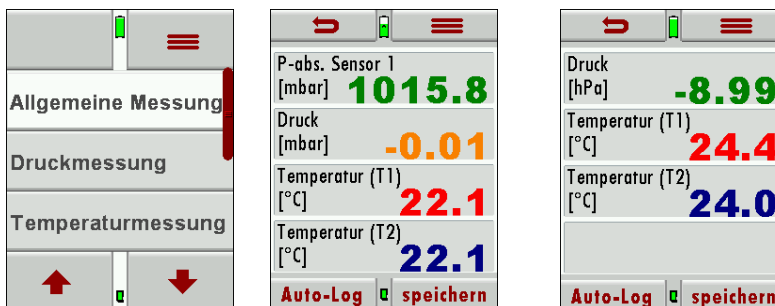 Allgemeine Messung
Druckmessung
Temperaturmessung
P-abs. Sensor 1
[mbar] 1015.8
Druck
[mbar] -0.01
Temperatur (T1)
[°C] 22.1
Temperatur (T2)
[°C] 22.1
Auto-Log speichern
Druck
[hPa] -8.99
Temperatur (T1)
[°C] 24.4
Temperatur (T2)
[°C] 24.0
Auto-Log speichern